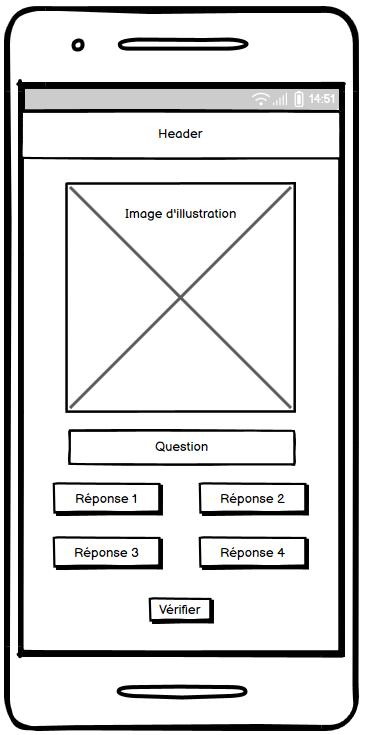 14:51
Header
Image d'illustration
Question
Réponse 1
Réponse 2
Réponse 3
Réponse 4
Vérifier